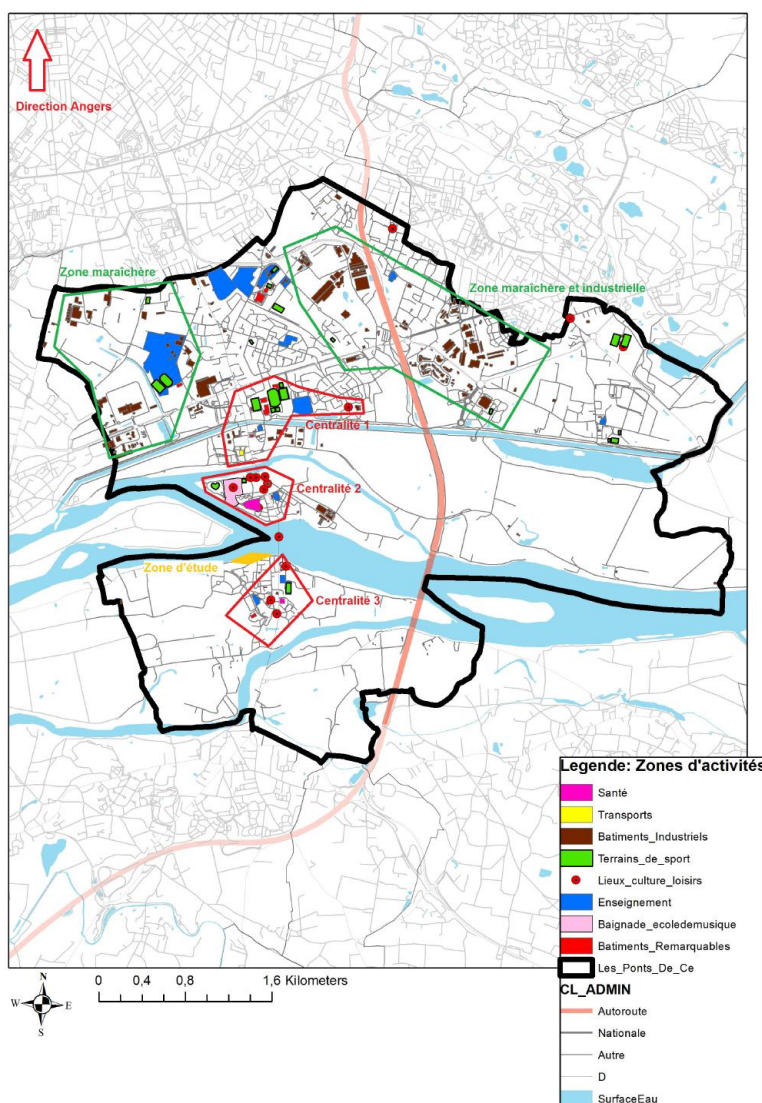 Direction Angers
Zone maraîchère
Zone maraîchère et industrielle
Centralité 1
Centralité 2
Zone d'étude
Centralité 3
Legende: Zones d'activités
Santé
Transports
Batiments_Industriels
Terrains_de_sport
Lieux_culture_loisirs
Enseignement
Baignade_ecoledemusique
Batiments_Remarquables
Les_Ponts_De_Ce
CL_ADMIN
Autoroute
Nationale
Autre
D
SurfaceEau
N
W E
S
0 0,4 0,8 1,6 Kilometers